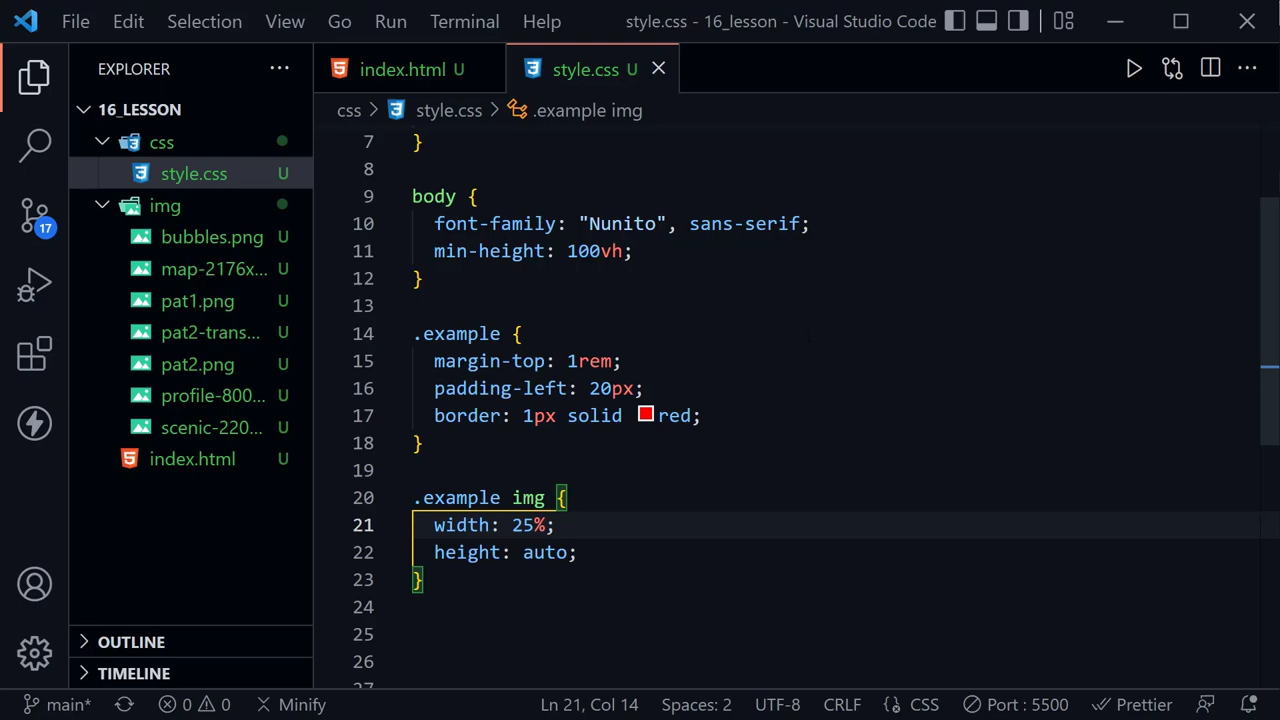 File Edit Selection View Go Run Terminal Help style.css - 16_lesson - Visual Studio Code
EXPLORER
16_LESSON
css
style.css U
img
bubbles.png U
map-2176x... U
pat1.png U
pat2-trans... U
pat2.png U
profile-800... U
scenic-220... U
index.html U
OUTLINE
TIMELINE
17
index.html U style.css U
css > style.css > .example img
7 }
8
9 body {
10 font-family: "Nunito", sans-serif;
11 min-height: 100vh;
12 }
13
14 .example {
15 margin-top: 1rem;
16 padding-left: 20px;
17 border: 1px solid red;
18 }
19
20 .example img {
21 width: 25%;
22 height: auto;
23 }
24
25
26
27
main* 0 0 Minify Ln 21, Col 14 Spaces: 2 UTF-8 CRLF CSS Port : 5500 Prettier